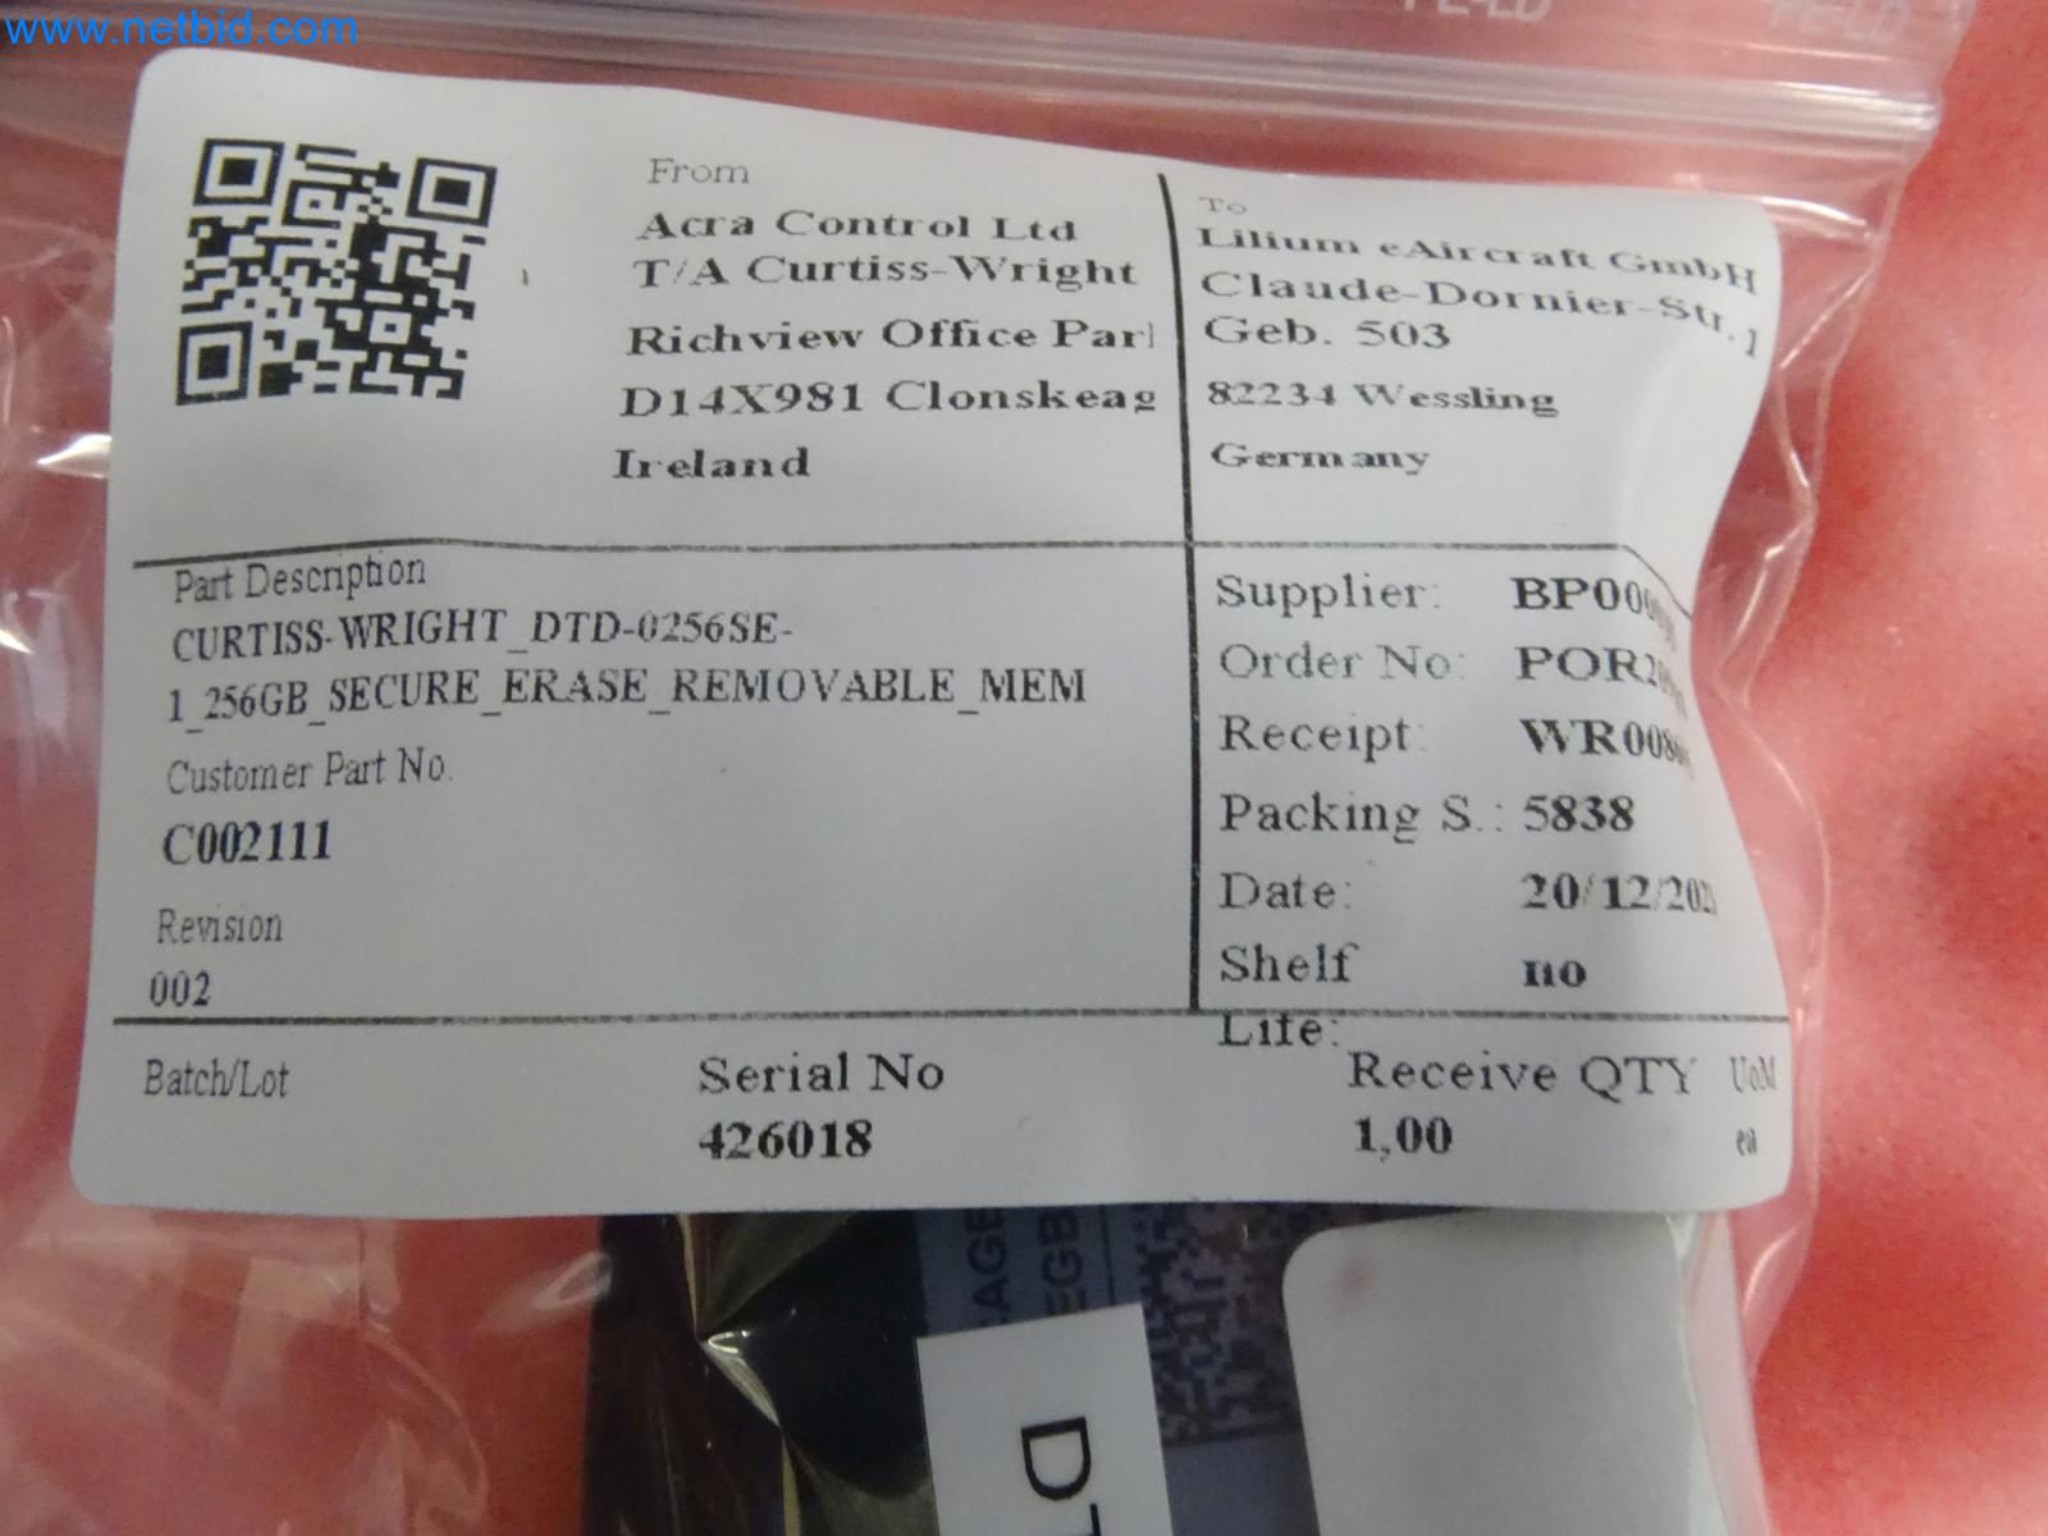 www.netbid.com
From
Acra Control Ltd
T/A Curtiss-Wright
Richview Office Par
D14X981 Clonskeag
Ireland
To
Lilium eAircraft GmbH
Claude-Dornier-Str. 1
Geb. 503
82234 Wessling
Germany
Part Description
CURTISS-WRIGHT_DTD-0256SE-
1_256GB_SECURE_ERASE_REMOVABLE_MEM
Customer Part No.
C002111
Revision
002
Supplier:
Order No:
Receipt:
Packing S.: 5838
Date:
Shelf no
Life:
Batch/Lot
Serial No
426018
Receive QTY UoM
1,00 ea